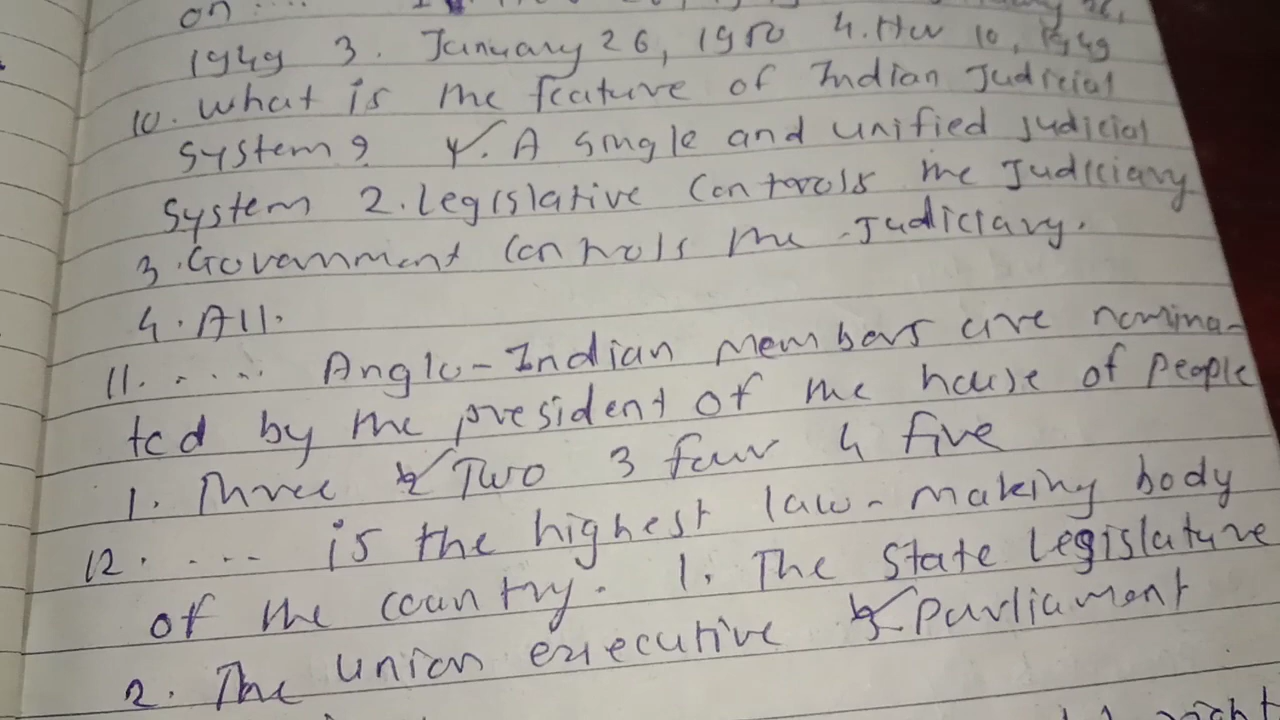 on ....
1949 3. January 26, 1950 4. 10, 1949
10. What is the feature of Indian Judicial
System? 1. A single and unified judicial
System 2. Legislative Controls the Judiciary
3. Government Controls the Judiciary.
4. All.
11. ..... Anglo-Indian members are nomina-
ted by the president of the house of people
1. Three 2 Two 3 four 4 five
12. .... is the highest law-making body
of the country. 1. The State Legislature
2. The union executive 3 Parliament
right